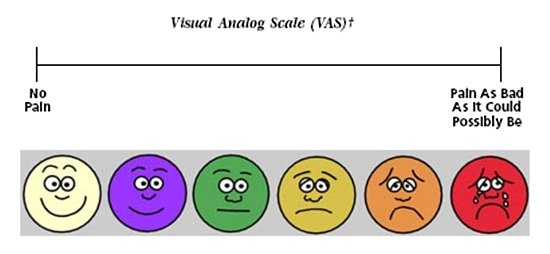 Visual Analog Scale (VAS)†
No
Pain
Pain As Bad
As It Could
Possibly Be